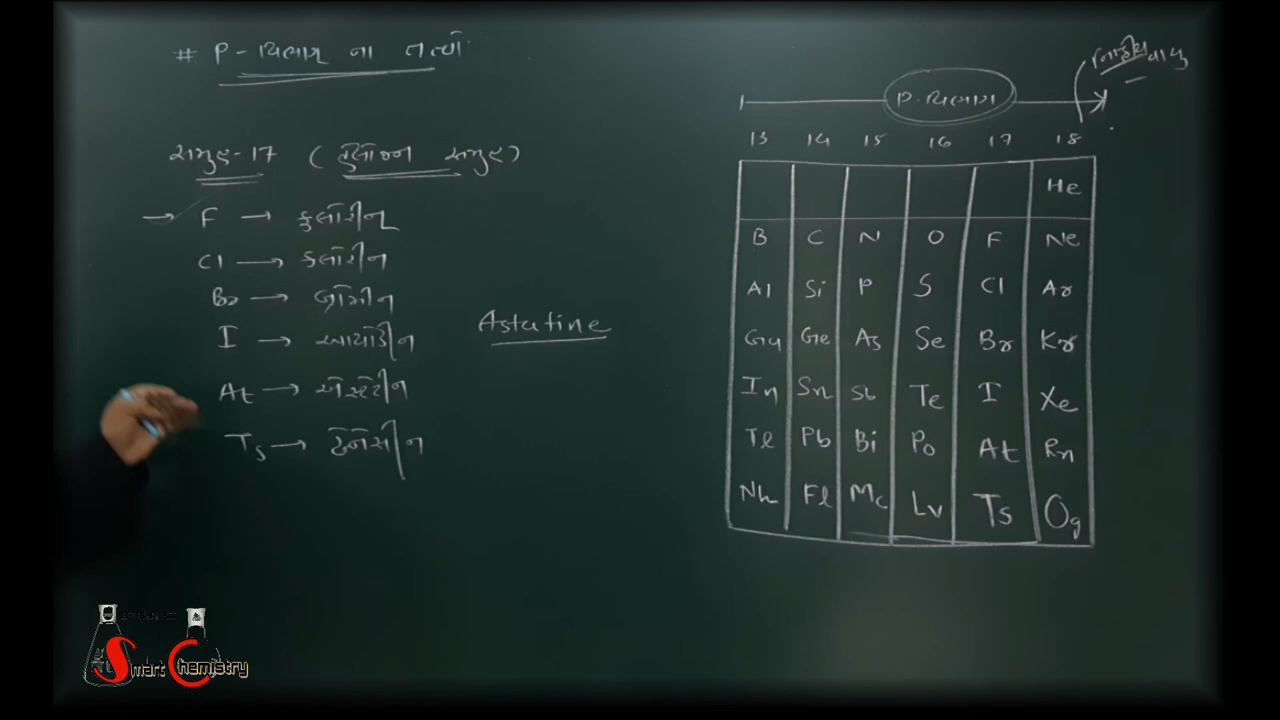 # P - વિભાગ ના તત્વો
સમુહ-17 ( હેલોજન સમુહ )
→ F → ફ્લોરીન
Cl → ક્લોરીન
Br → બ્રોમીન
I → આયોડીન
At → એસ્ટેટીન
Ts → ટેનેસીન
Astatine
નિષ્ક્રિય વાયુ
P-વિભાગ
13 14 15 16 17 18
He
B C N O F Ne
Al Si P S Cl Ar
Ga Ge As Se Br Kr
In Sn Sb Te I Xe
Tl Pb Bi Po At Rn
Nh Fl Mc Lv Ts Og
Smart Chemistry